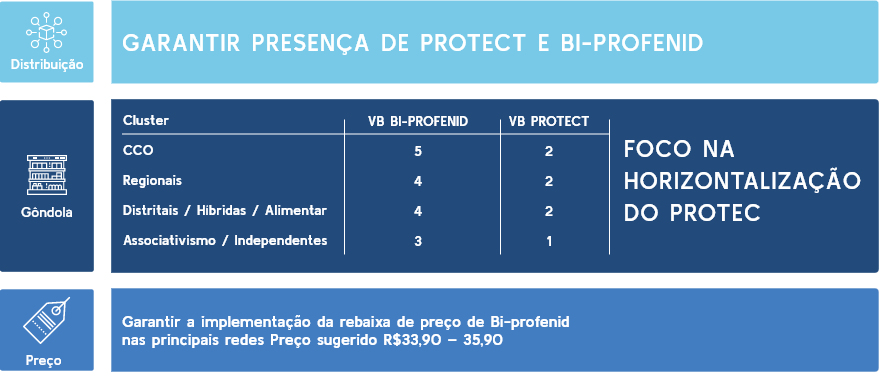 Distribuição
GARANTIR PRESENÇA DE PROTECT E BI-PROFENID
Gôndola
Cluster VB BI-PROFENID VB PROTECT
CCO 5 2
Regionais 4 2
Distritais / Híbridas / Alimentar 4 2
Associativismo / Independentes 3 1
FOCO NA
HORIZONTALIZAÇÃO
DO PROTEC
Preço
Garantir a implementação da rebaixa de preço de Bi-profenid
nas principais redes Preço sugerido R$33,90 – 35,90